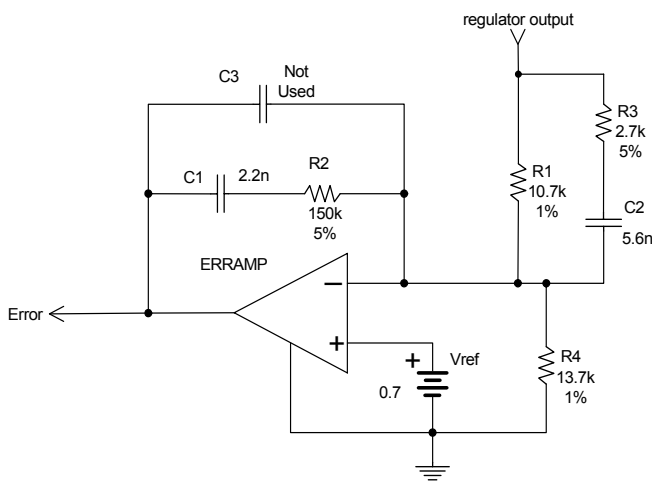 regulator output
C3
Not
Used
R3
2.7k
5%
C1
2.2n
R2
150k
5%
R1
10.7k
1%
C2
5.6n
ERRAMP
Error
Vref
0.7
R4
13.7k
1%